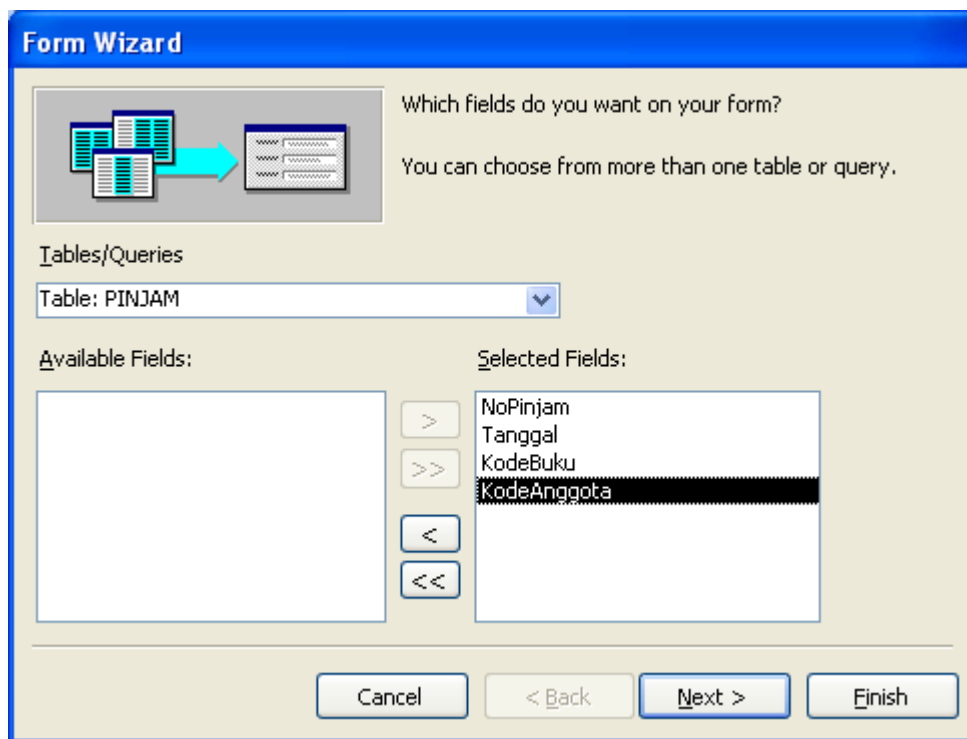 Form Wizard
Which fields do you want on your form?
You can choose from more than one table or query.
Tables/Queries
Table: PINJAM
Available Fields:
Selected Fields:
NoPinjam
Tanggal
KodeBuku
KodeAnggota
>
>>
<
<<
Cancel
< Back
Next >
Finish